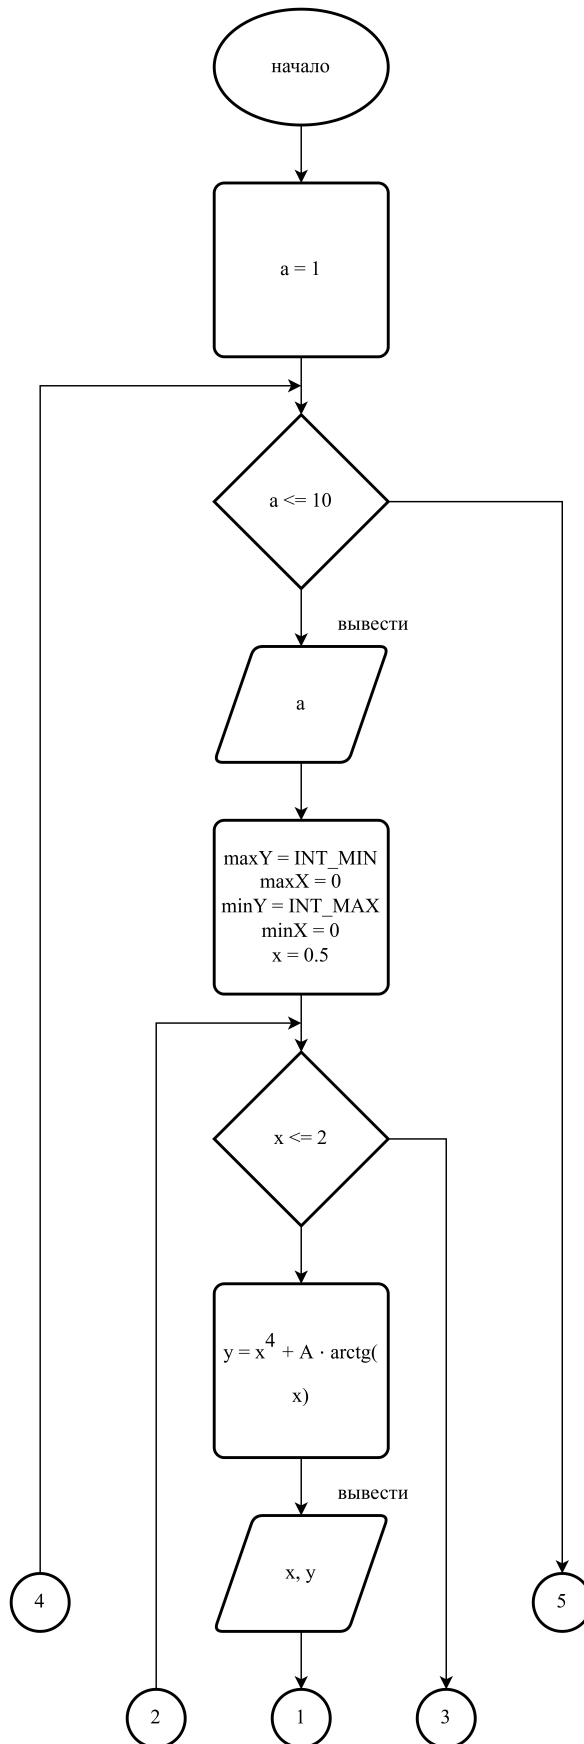 начало
a = 1
a <= 10
вывести
a
maxY = INT_MIN
maxX = 0
minY = INT_MAX
minX = 0
x = 0.5
x <= 2
y = x^4 + A · arctg(
x)
вывести
x, y
4
5
2
1
3